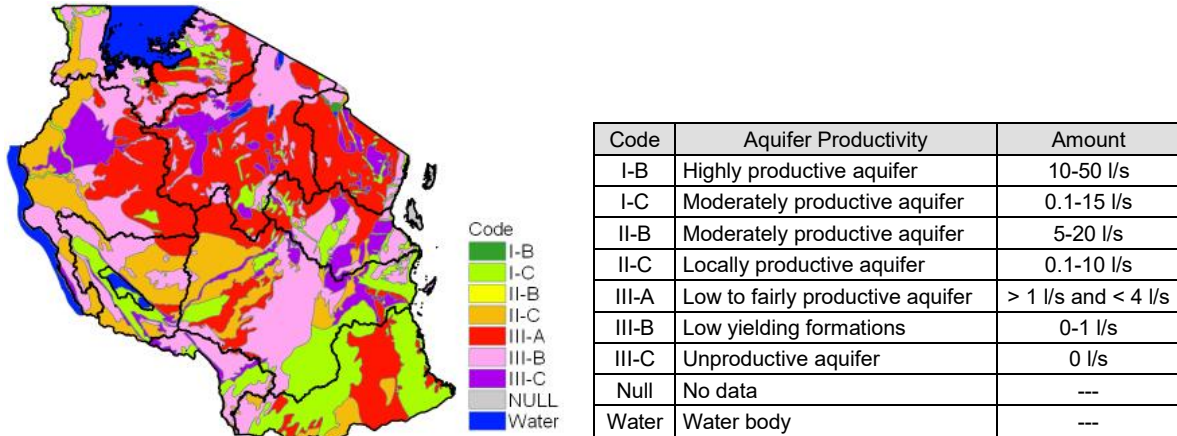 Code
I-B
I-C
II-B
II-C
III-A
III-B
III-C
NULL
Water
Code Aquifer Productivity Amount
I-B Highly productive aquifer 10-50 l/s
I-C Moderately productive aquifer 0.1-15 l/s
II-B Moderately productive aquifer 5-20 l/s
II-C Locally productive aquifer 0.1-10 l/s
III-A Low to fairly productive aquifer > 1 l/s and < 4 l/s
III-B Low yielding formations 0-1 l/s
III-C Unproductive aquifer 0 l/s
Null No data ---
Water Water body ---